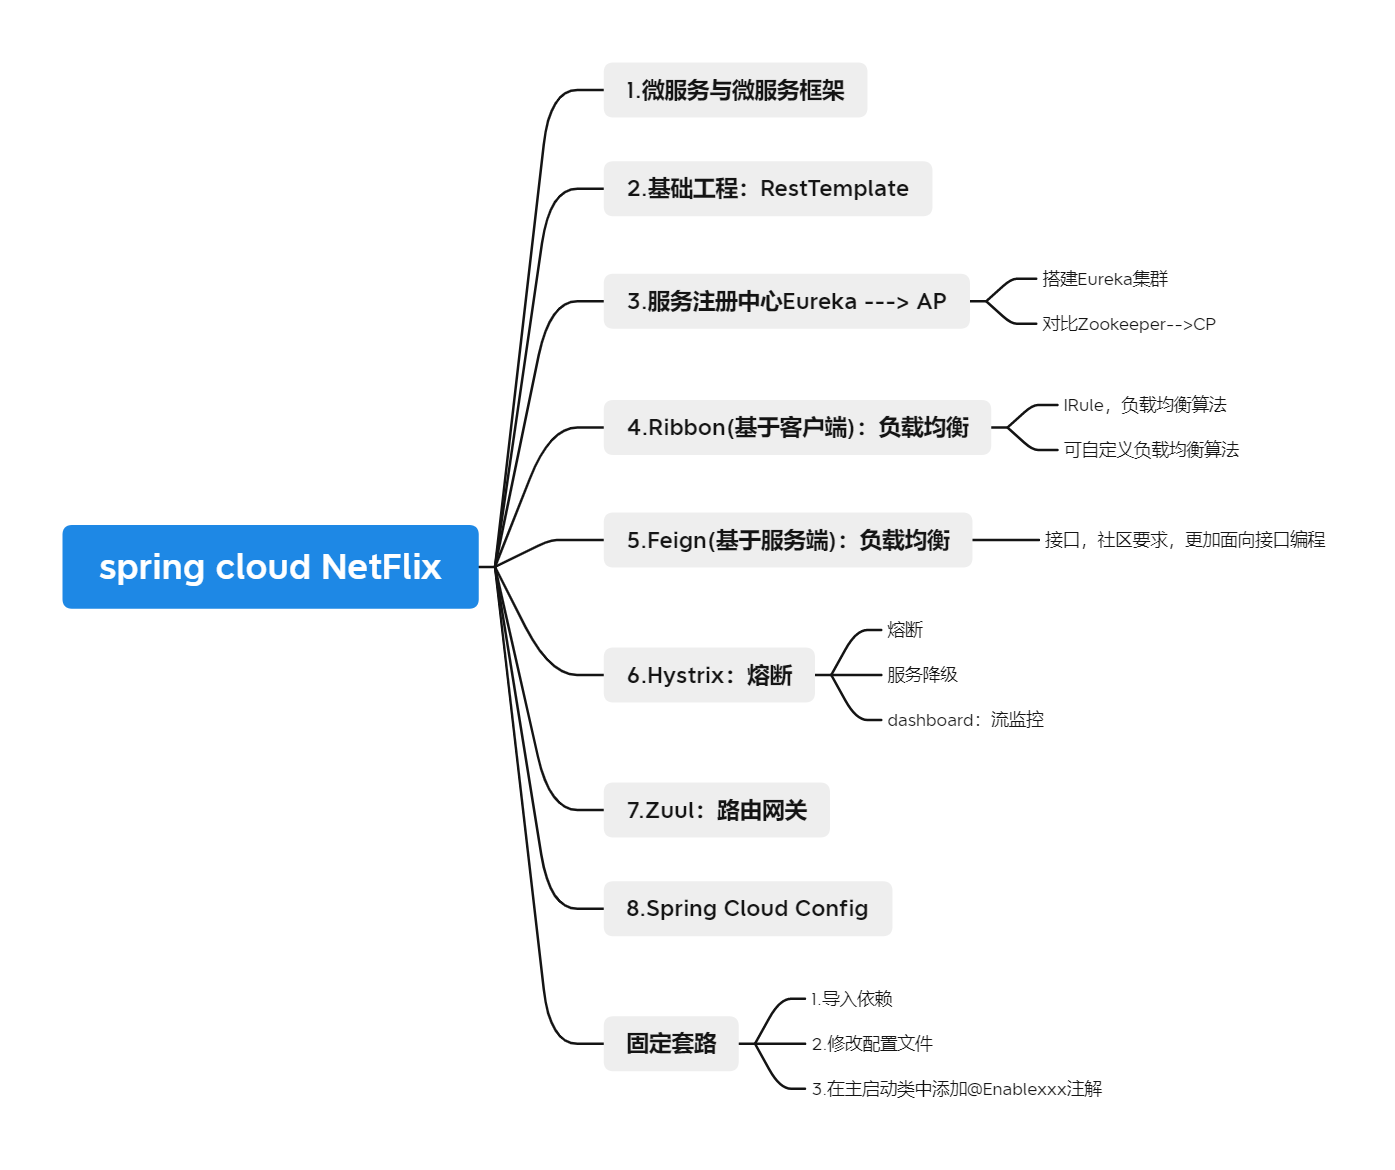 spring cloud NetFlix
1.微服务与微服务框架
2.基础工程：RestTemplate
3.服务注册中心Eureka ---> AP
搭建Eureka集群
对比Zookeeper-->CP
4.Ribbon(基于客户端)：负载均衡
IRule，负载均衡算法
可自定义负载均衡算法
5.Feign(基于服务端)：负载均衡
接口，社区要求，更加面向接口编程
6.Hystrix：熔断
熔断
服务降级
dashboard：流监控
7.Zuul：路由网关
8.Spring Cloud Config
固定套路
1.导入依赖
2.修改配置文件
3.在主启动类中添加@Enablexxx注解